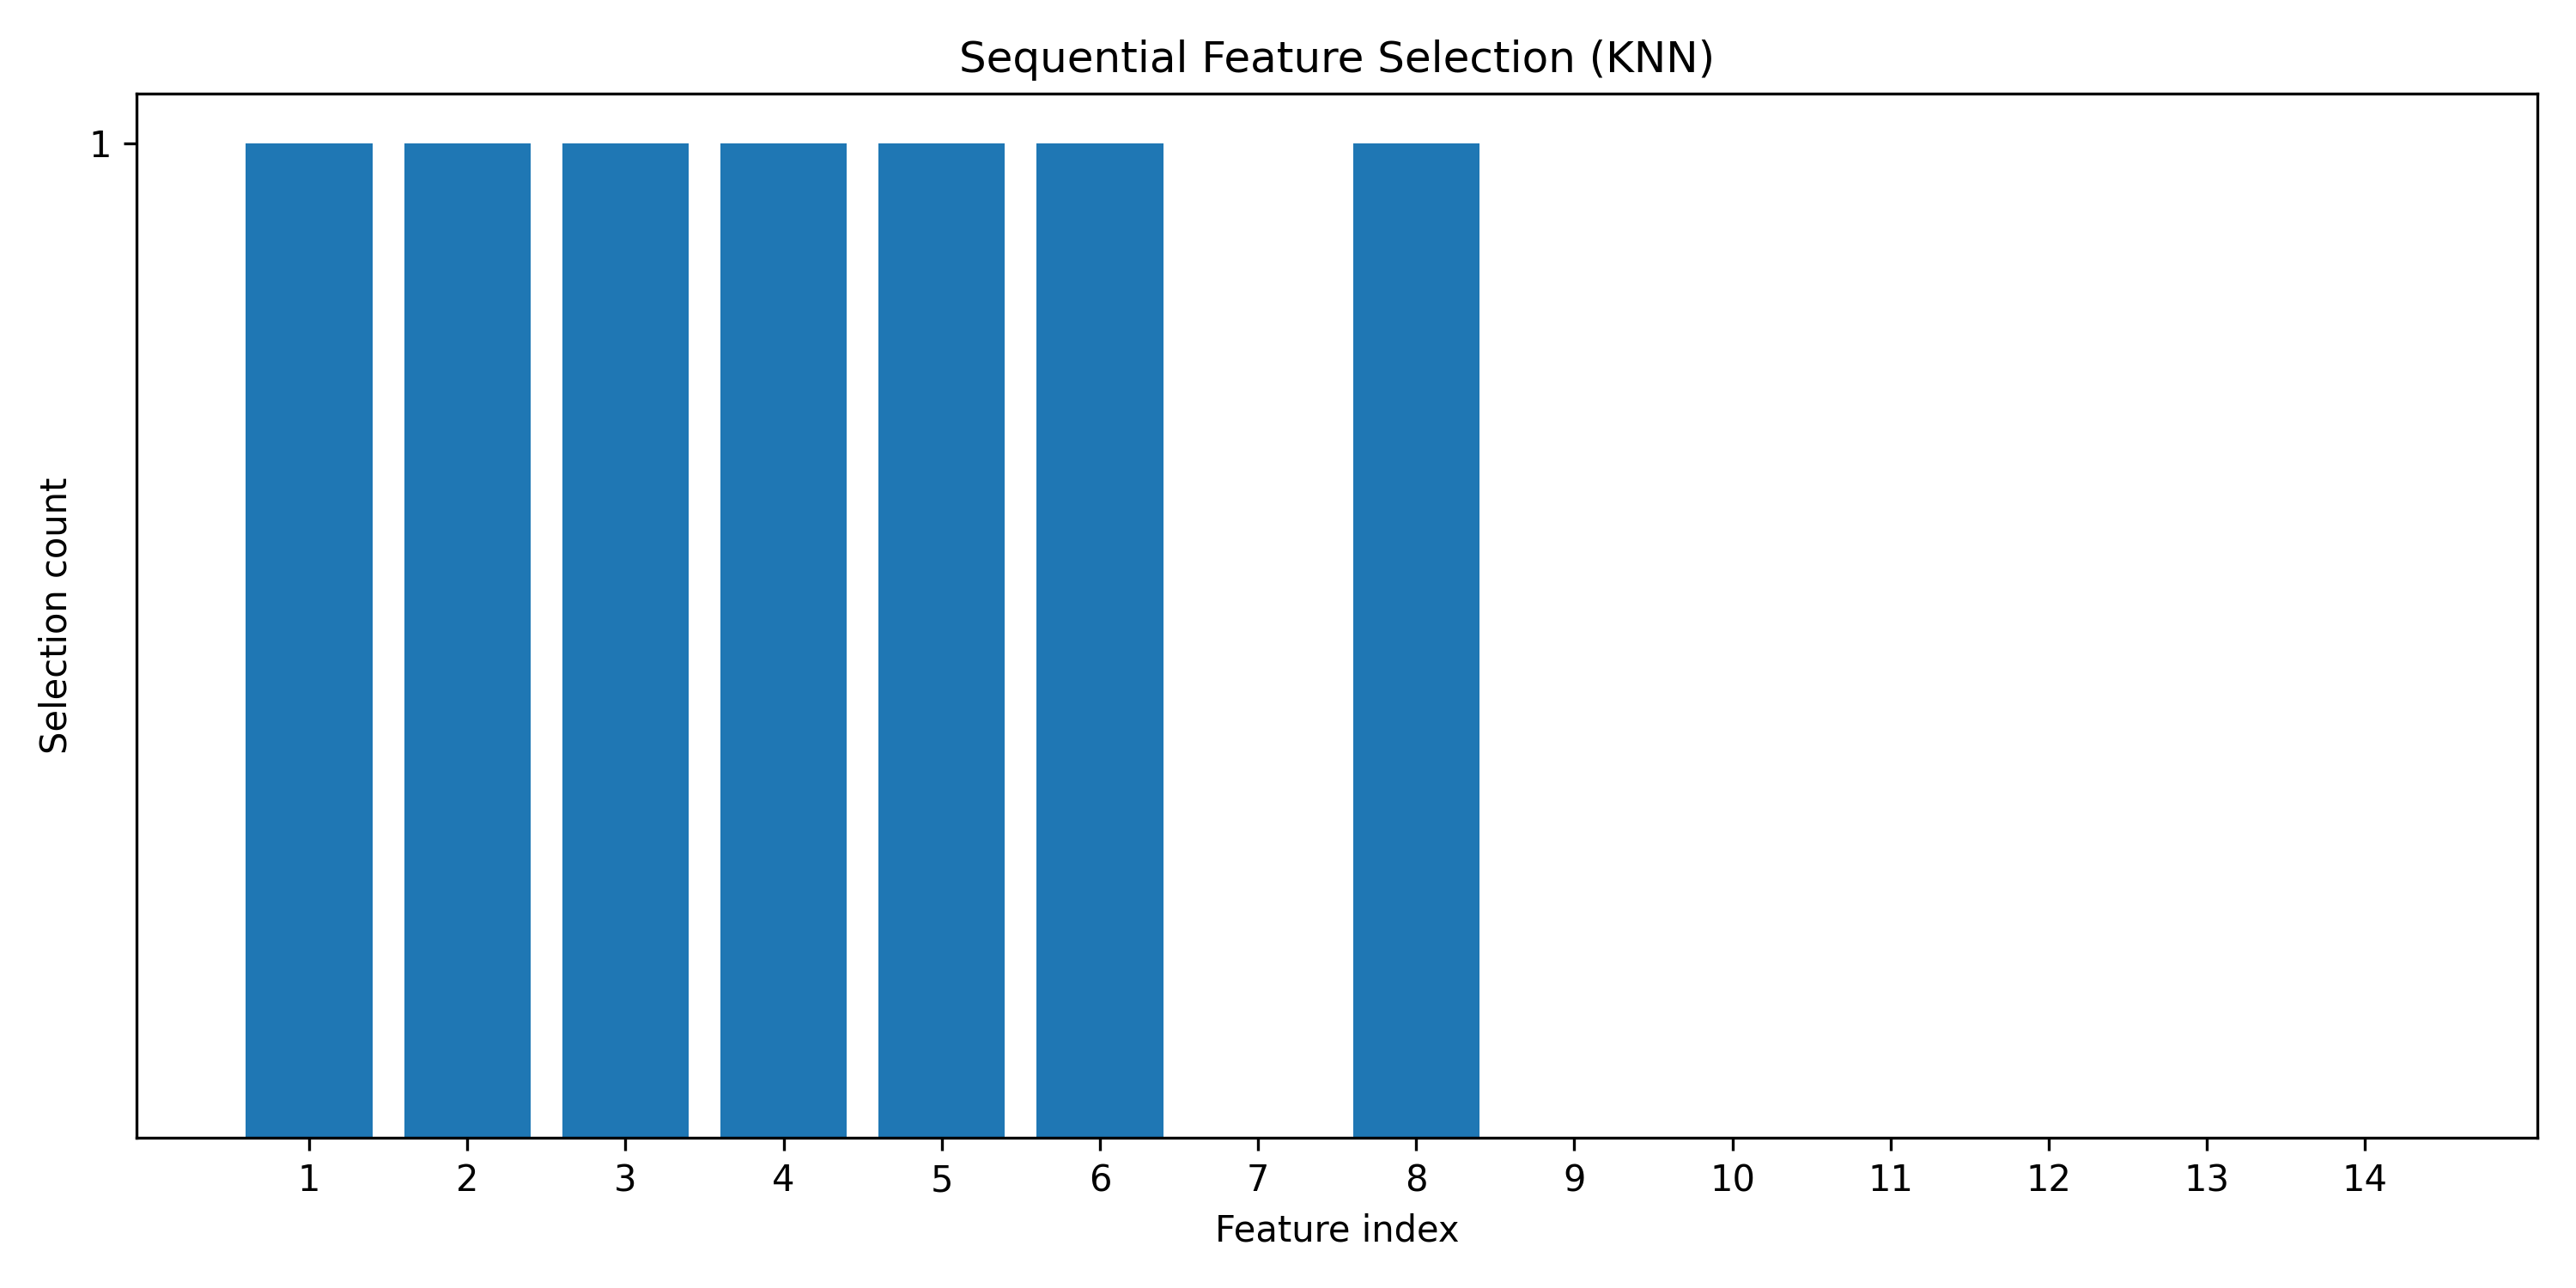 Sequential Feature Selection (KNN)
1
Selection count
1 2 3 4 5 6 7 8 9 10 11 12 13 14
Feature index